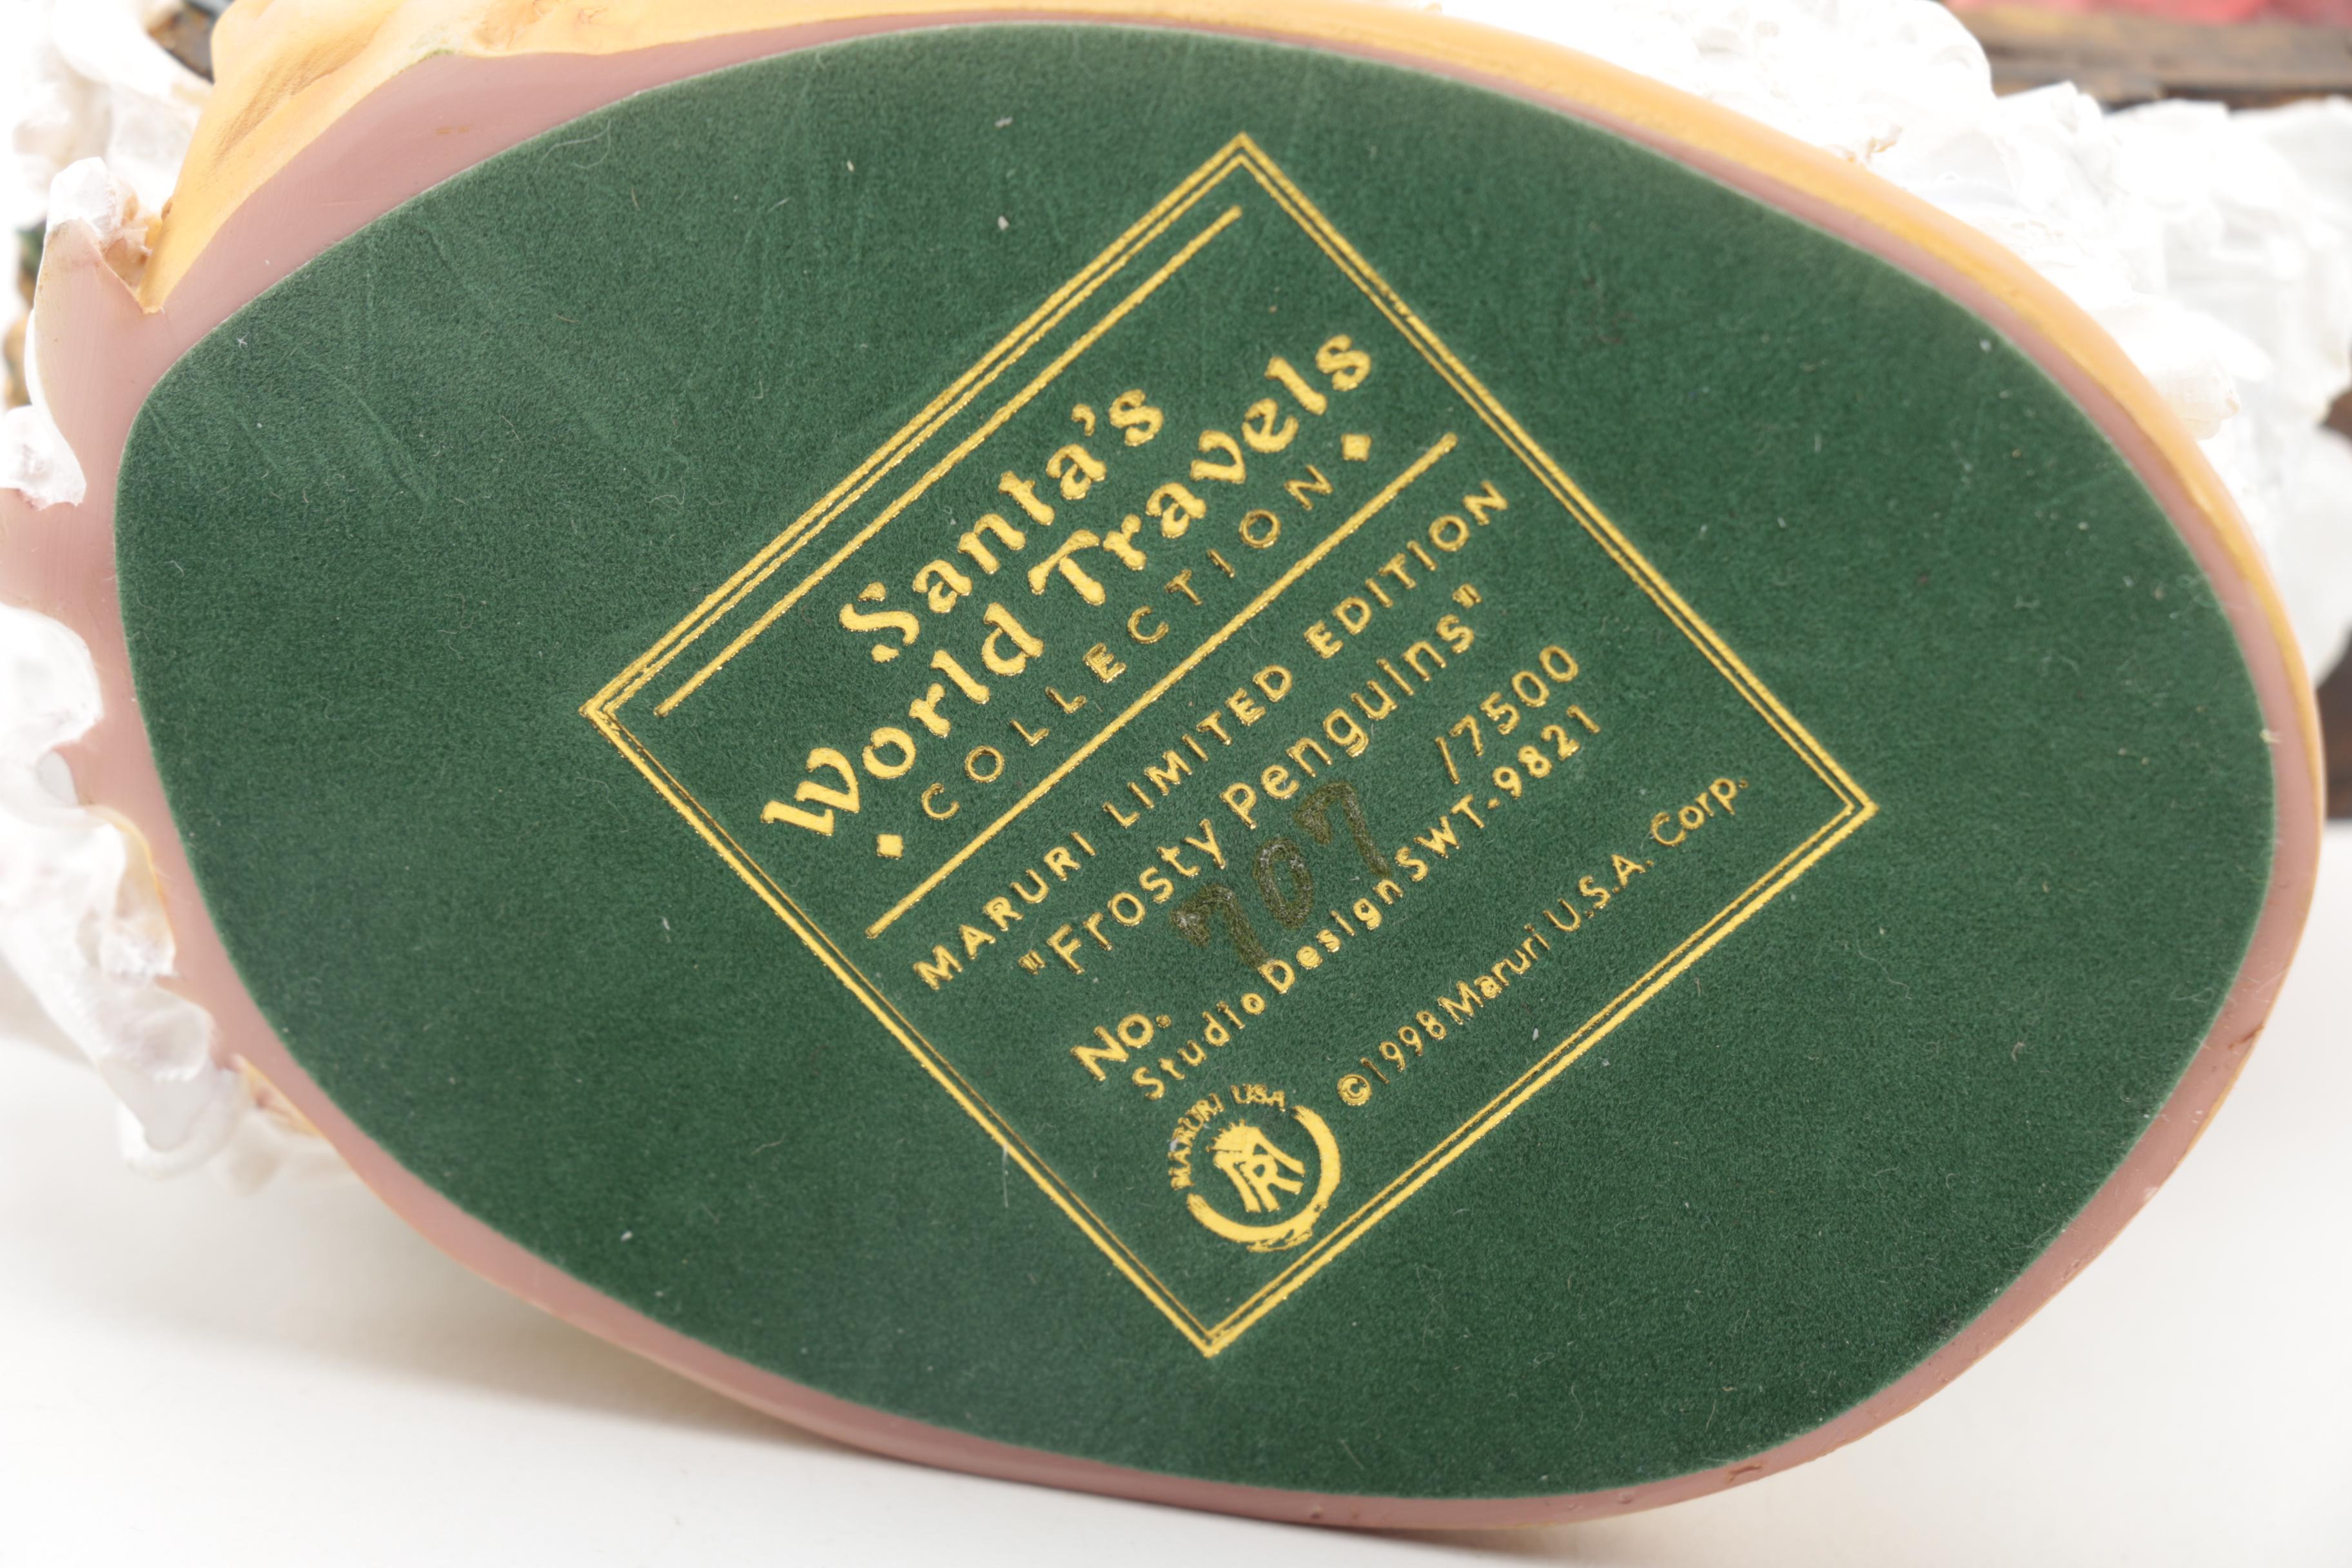 Santa's
World Travels
COLLECTION
MARURI LIMITED EDITION
"Frosty Penguins"
No. 707 /7500
Studio Design SWT-9821
©1998 Maruri U.S.A. Corp.
MARURI USA
MR